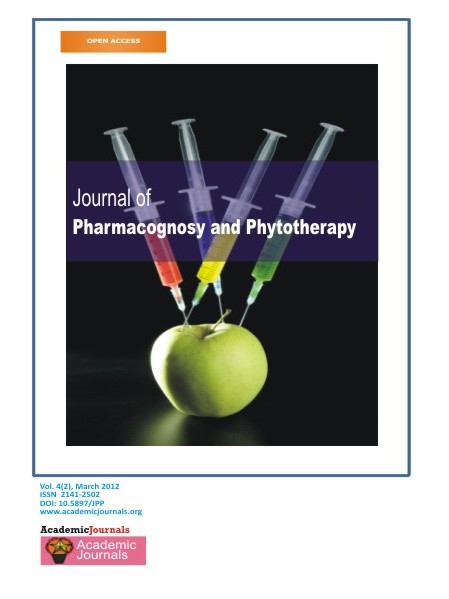 OPEN ACCESS
Journal of
Pharmacognosy and Phytotherapy
Vol. 4(2), March 2012
ISSN 2141-2502
DOI: 10.5897/JPP
www.academicjournals.org
AcademicJournals
Academic
Journals